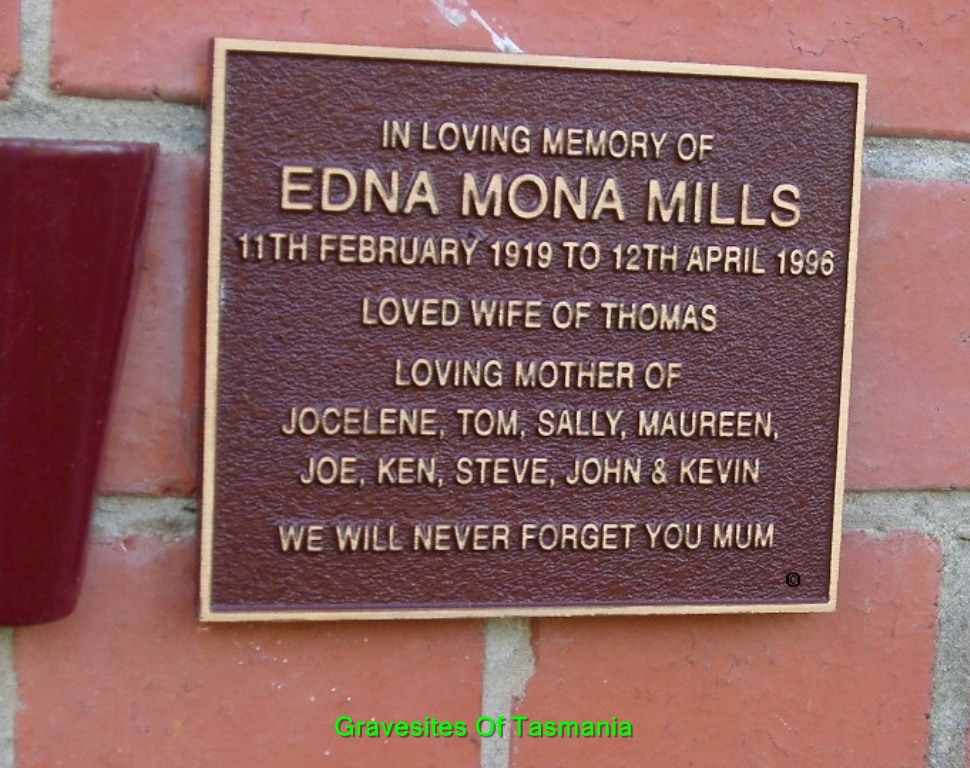 IN LOVING MEMORY OF
EDNA MONA MILLS
11TH FEBRUARY 1919 TO 12TH APRIL 1996
LOVED WIFE OF THOMAS
LOVING MOTHER OF
JOCELENE, TOM, SALLY, MAUREEN,
JOE, KEN, STEVE, JOHN & KEVIN
WE WILL NEVER FORGET YOU MUM
Gravesites Of Tasmania